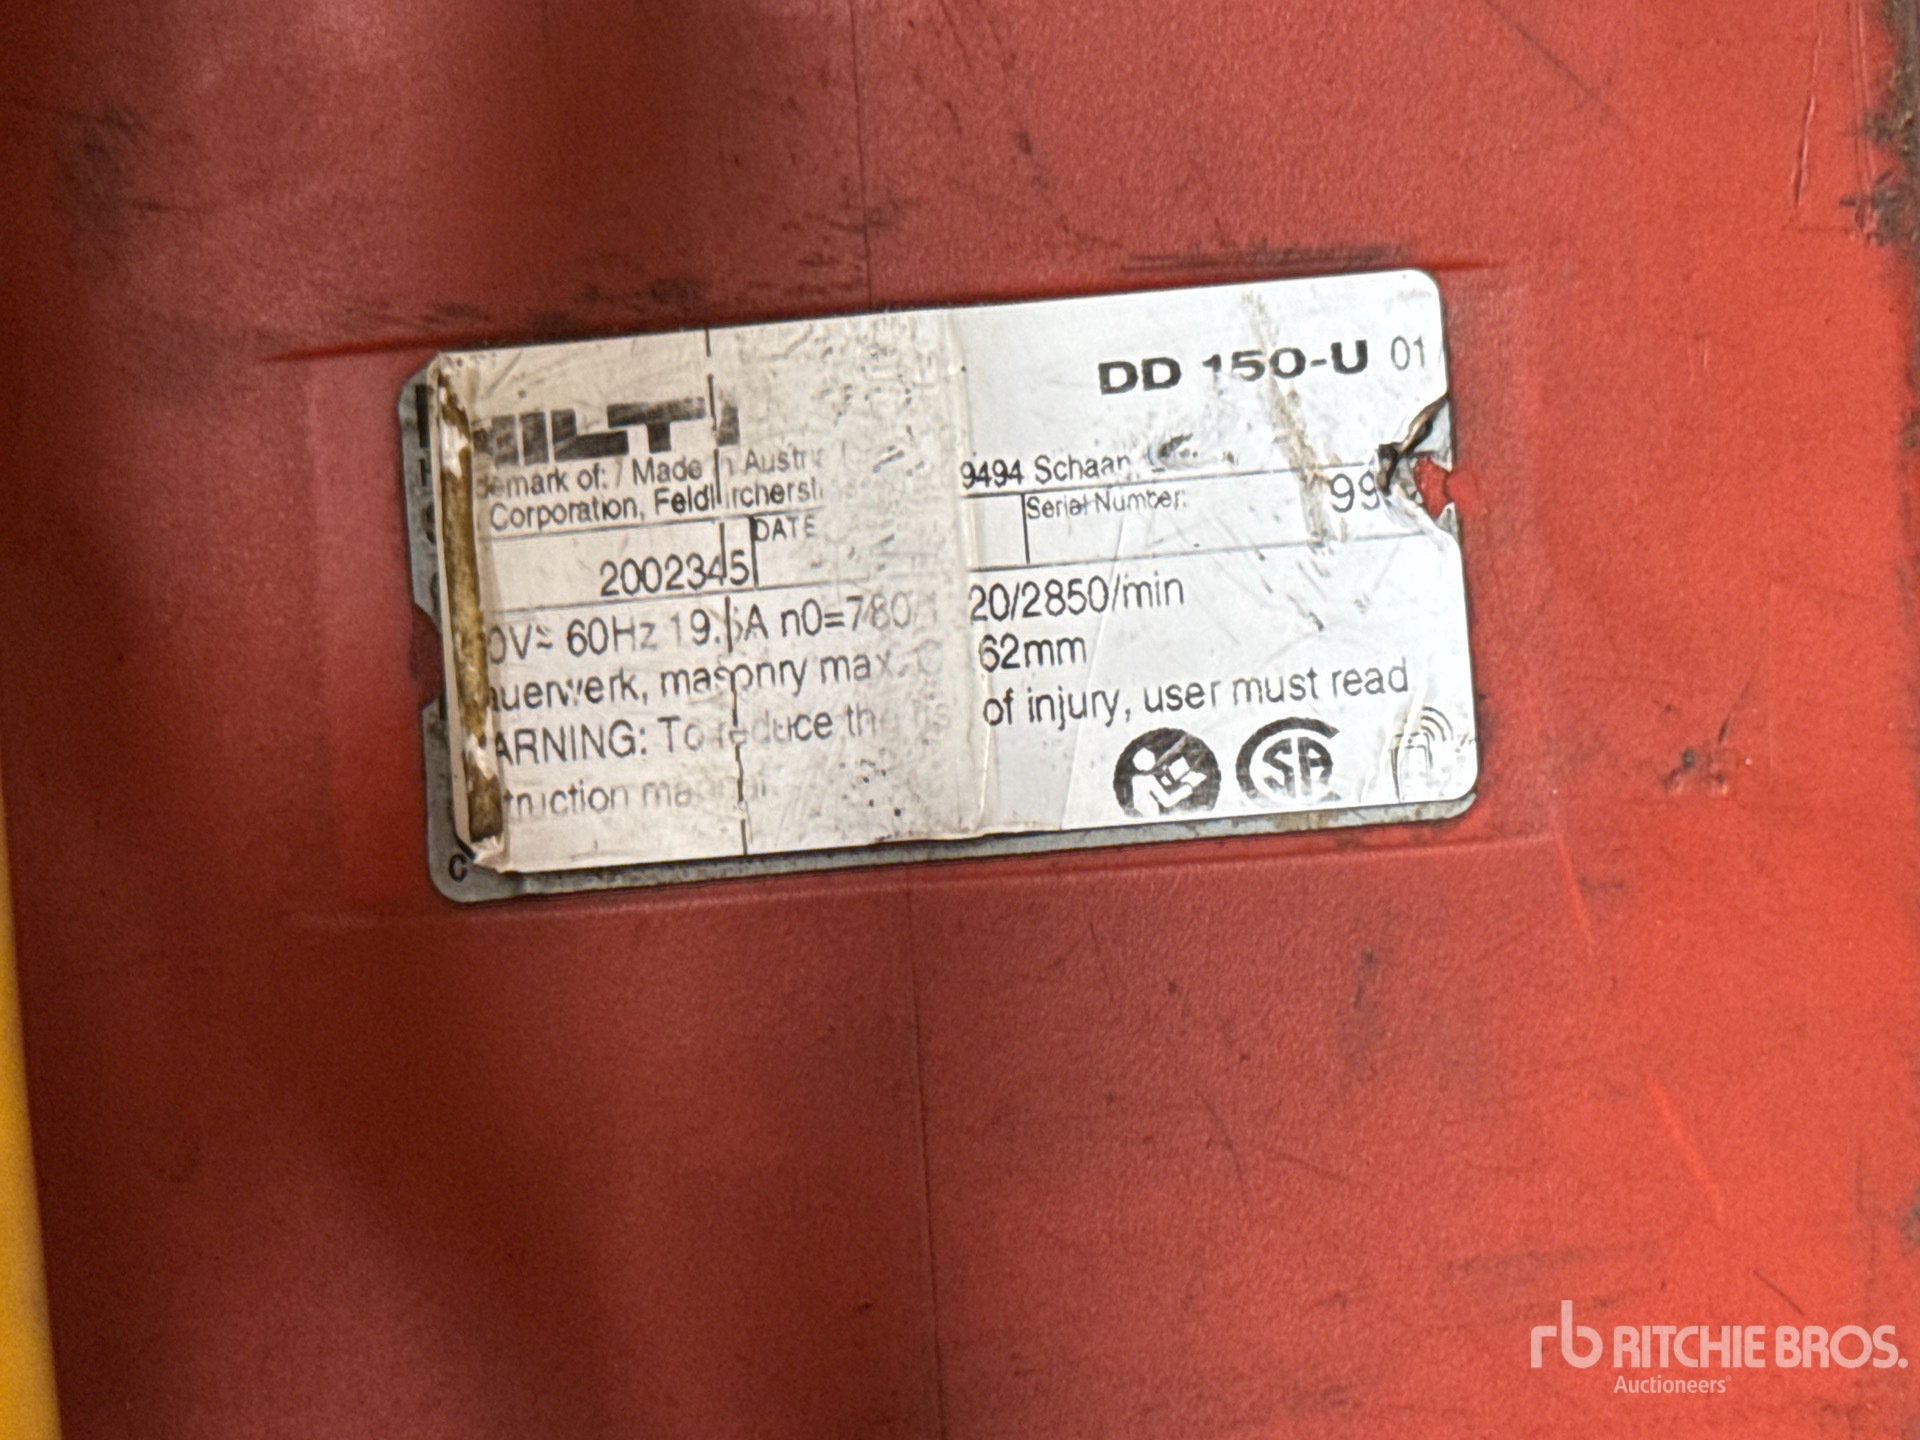 HILTI DD 150-U 01
emark of: / Made in Austr
Corporation, Feldkircherst 9494 Schaan,
2002345 DATE Serial Number: 99
0V≂ 60Hz 19. A n0=780 20/2850/min
auerwerk, masonry max. 62mm
ARNING: To reduce the of injury, user must read
truction ma
C
rb RITCHIE BROS.
Auctioneers